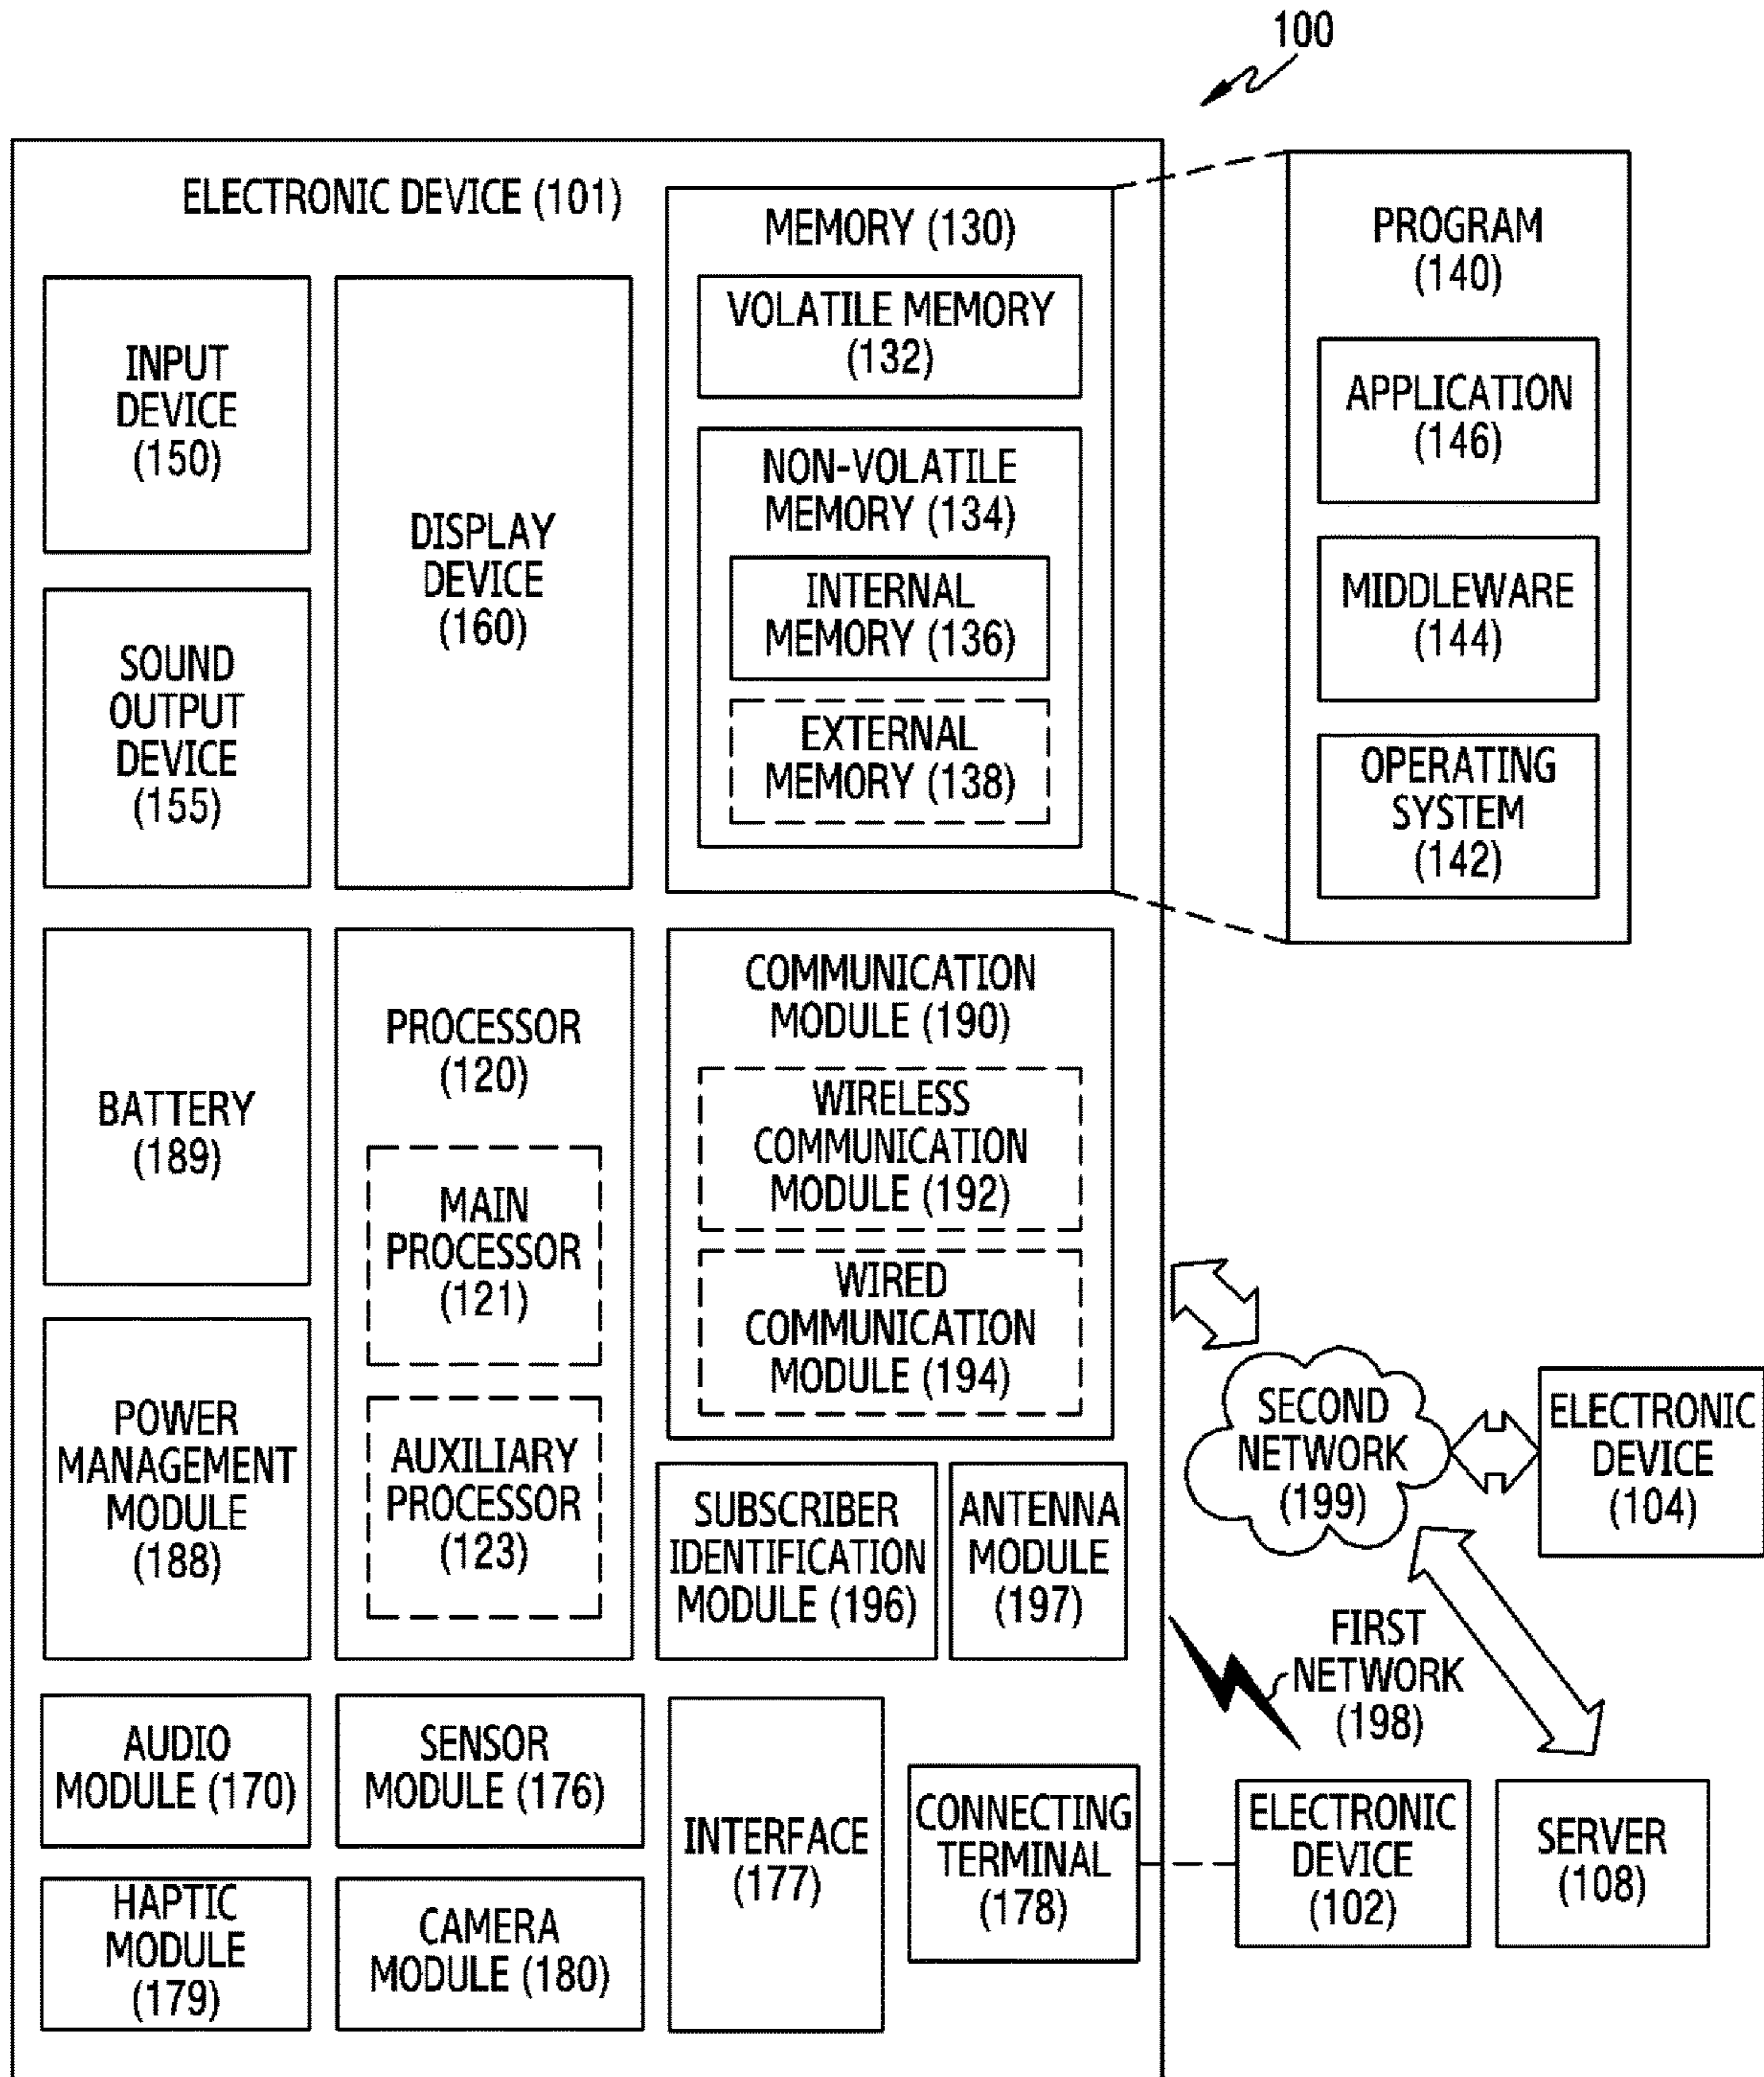 100
ELECTRONIC DEVICE (101)
INPUT
DEVICE
(150)
SOUND
OUTPUT
DEVICE
(155)
DISPLAY
DEVICE
(160)
MEMORY (130)
VOLATILE MEMORY
(132)
NON-VOLATILE
MEMORY (134)
INTERNAL
MEMORY (136)
EXTERNAL
MEMORY (138)
PROGRAM
(140)
APPLICATION
(146)
MIDDLEWARE
(144)
OPERATING
SYSTEM
(142)
BATTERY
(189)
POWER
MANAGEMENT
MODULE
(188)
PROCESSOR
(120)
MAIN
PROCESSOR
(121)
AUXILIARY
PROCESSOR
(123)
COMMUNICATION
MODULE (190)
WIRELESS
COMMUNICATION
MODULE (192)
WIRED
COMMUNICATION
MODULE (194)
SUBSCRIBER
IDENTIFICATION
MODULE (196)
ANTENNA
MODULE
(197)
SECOND
NETWORK
(199)
ELECTRONIC
DEVICE
(104)
FIRST
NETWORK
(198)
AUDIO
MODULE (170)
SENSOR
MODULE (176)
INTERFACE
(177)
CONNECTING
TERMINAL
(178)
ELECTRONIC
DEVICE
(102)
SERVER
(108)
HAPTIC
MODULE
(179)
CAMERA
MODULE (180)